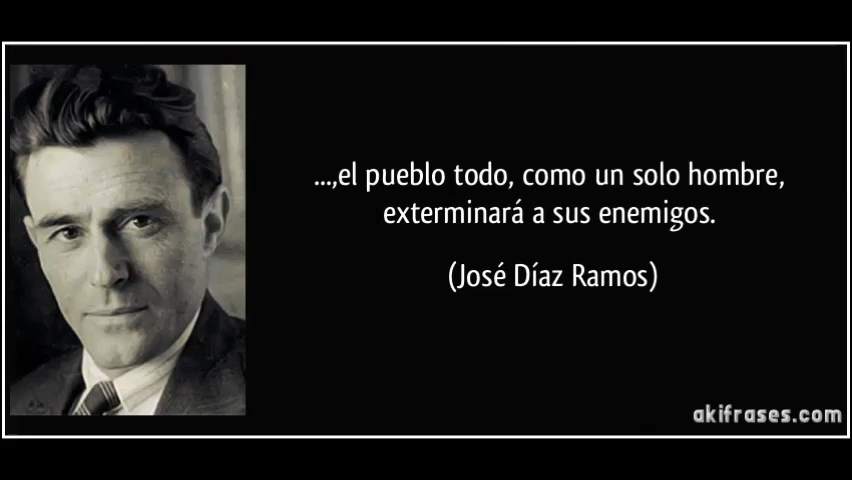 ...,el pueblo todo, como un solo hombre,
exterminará a sus enemigos.
(José Díaz Ramos)
akifrases.com